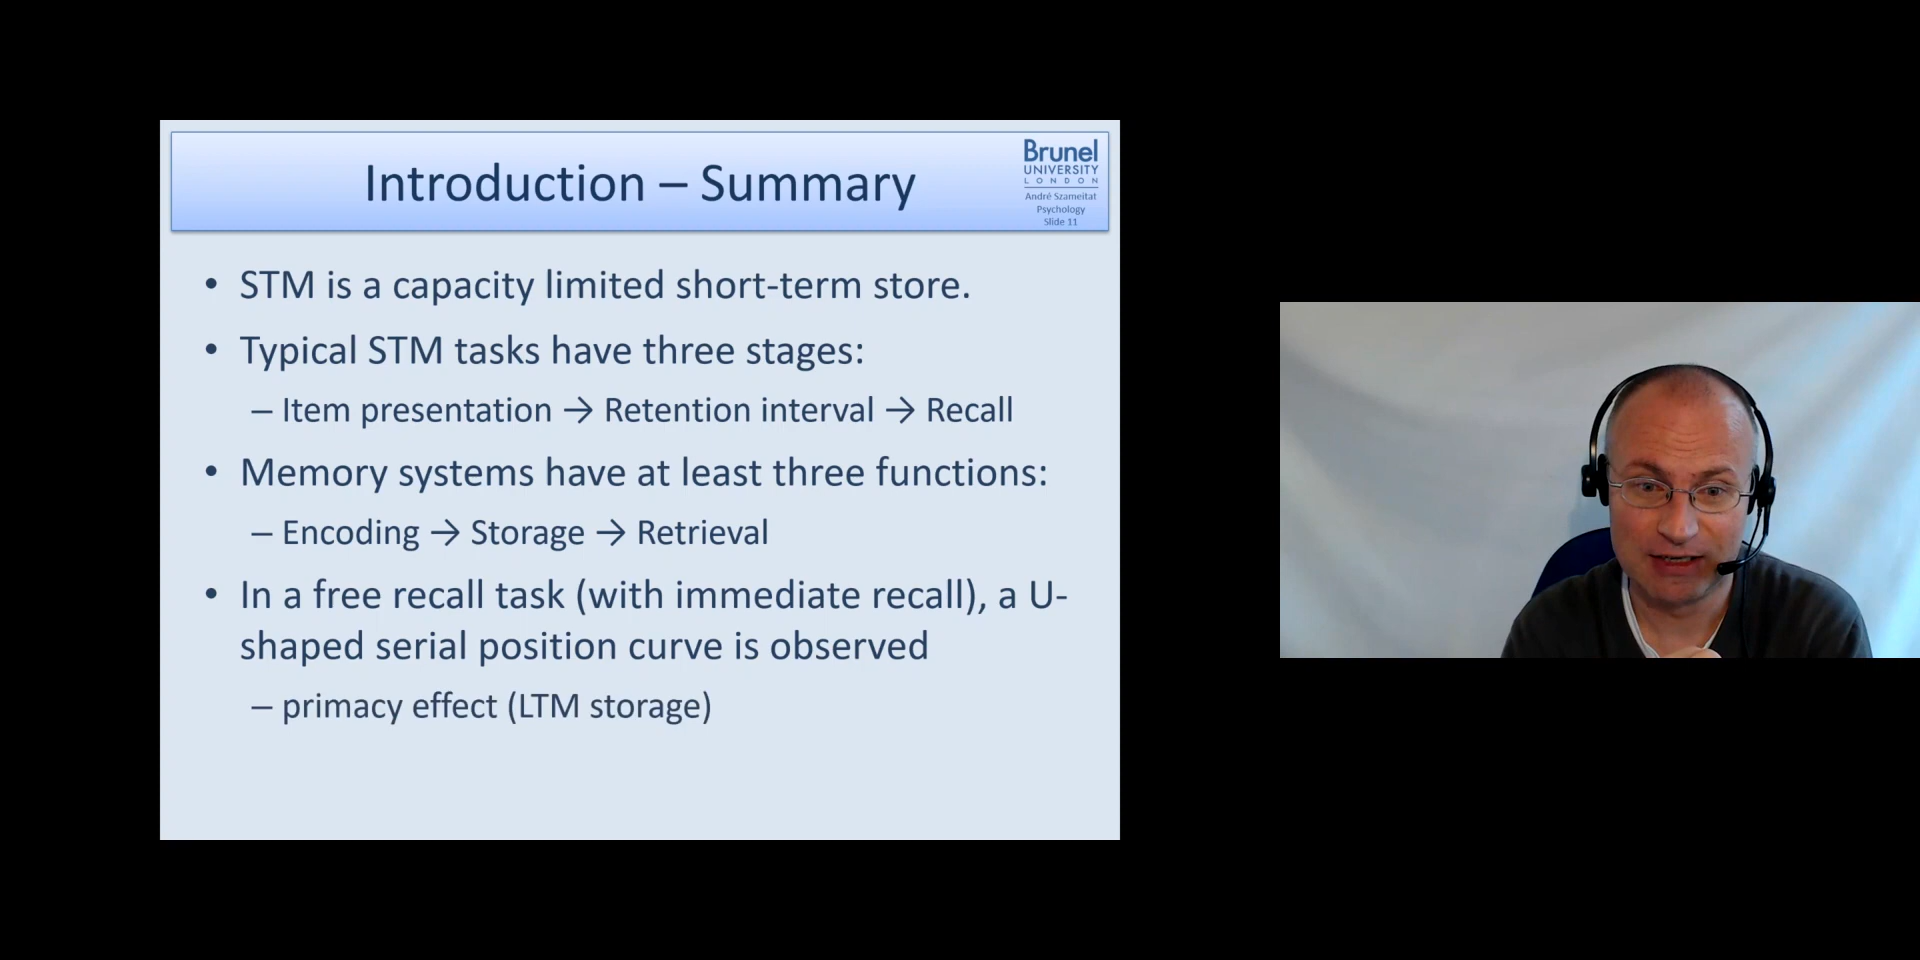 Introduction – Summary
Brunel
UNIVERSITY
LONDON
André Szameitat
Psychology
Slide 11
• STM is a capacity limited short-term store.
• Typical STM tasks have three stages:
– Item presentation → Retention interval → Recall
• Memory systems have at least three functions:
– Encoding → Storage → Retrieval
• In a free recall task (with immediate recall), a U-
shaped serial position curve is observed
– primacy effect (LTM storage)